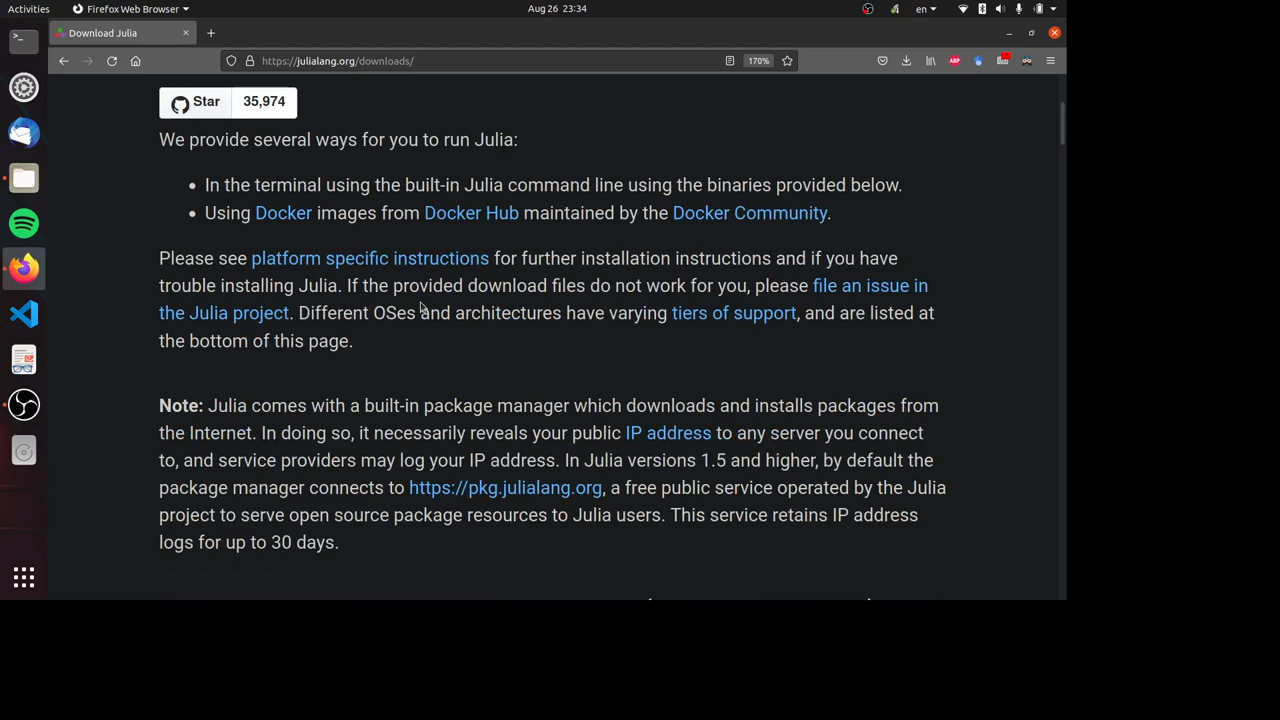 Activities
Firefox Web Browser
Aug 26 23:34
en
Download Julia
https://julialang.org/downloads/
170%
ABP
Star
35,974
We provide several ways for you to run Julia:
In the terminal using the built-in Julia command line using the binaries provided below.
Using Docker images from Docker Hub maintained by the Docker Community.
Please see platform specific instructions for further installation instructions and if you have
trouble installing Julia. If the provided download files do not work for you, please file an issue in
the Julia project. Different OSes and architectures have varying tiers of support, and are listed at
the bottom of this page.
Note: Julia comes with a built-in package manager which downloads and installs packages from
the Internet. In doing so, it necessarily reveals your public IP address to any server you connect
to, and service providers may log your IP address. In Julia versions 1.5 and higher, by default the
package manager connects to https://pkg.julialang.org, a free public service operated by the Julia
project to serve open source package resources to Julia users. This service retains IP address
logs for up to 30 days.